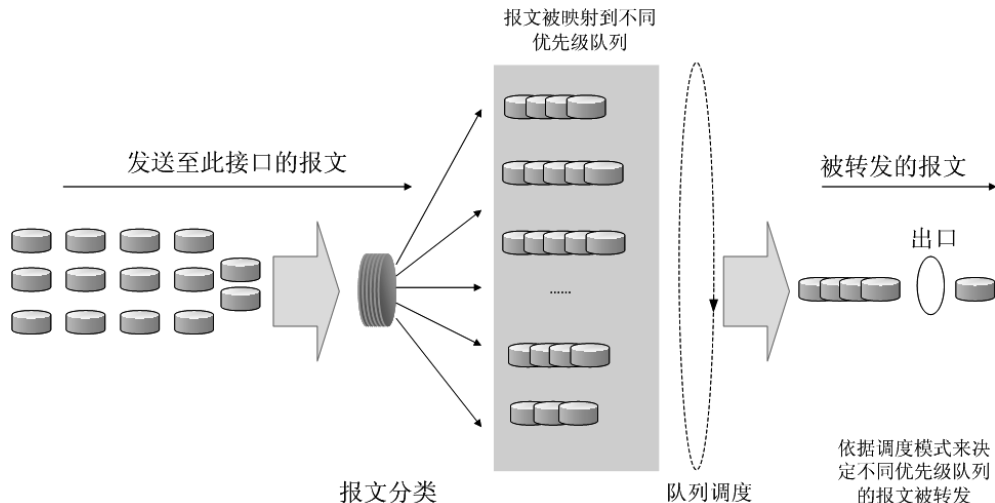 报文被映射到不同
优先级队列
发送至此接口的报文
被转发的报文
出口
......
报文分类
队列调度
依据调度模式来决
定不同优先级队列
的报文被转发